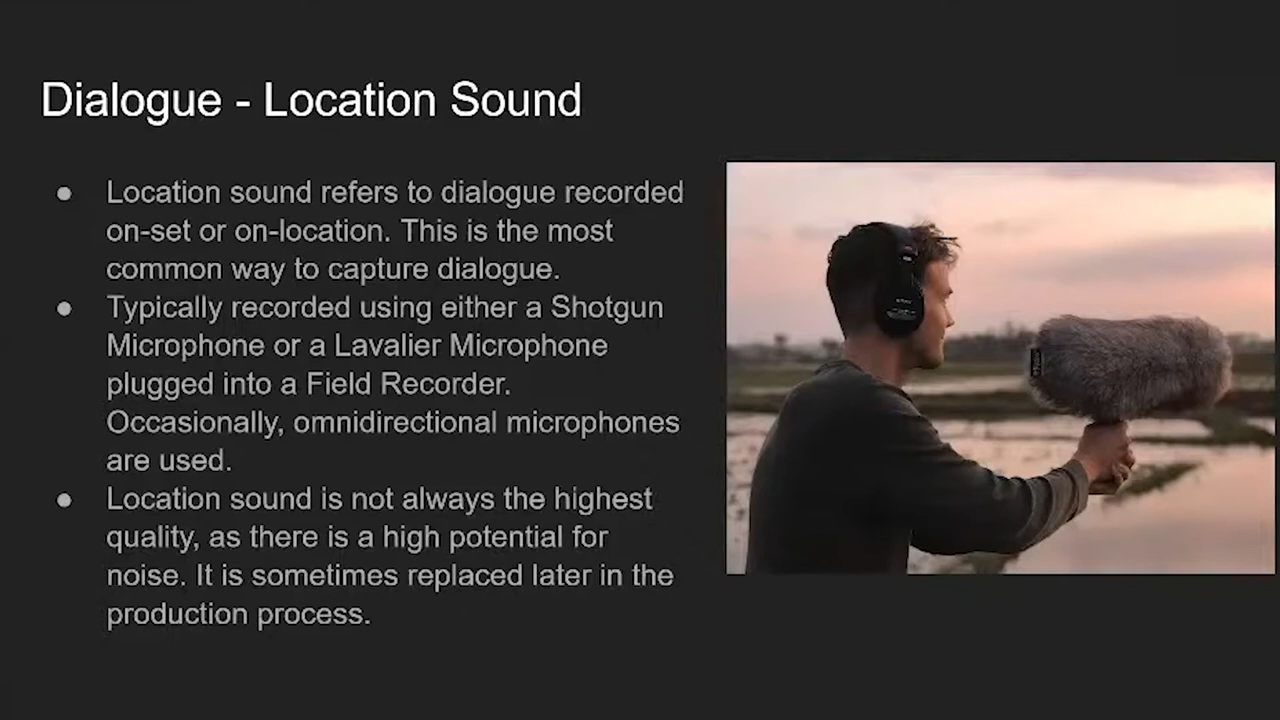 Dialogue - Location Sound
● Location sound refers to dialogue recorded
on-set or on-location. This is the most
common way to capture dialogue.
● Typically recorded using either a Shotgun
Microphone or a Lavalier Microphone
plugged into a Field Recorder.
Occasionally, omnidirectional microphones
are used.
● Location sound is not always the highest
quality, as there is a high potential for
noise. It is sometimes replaced later in the
production process.